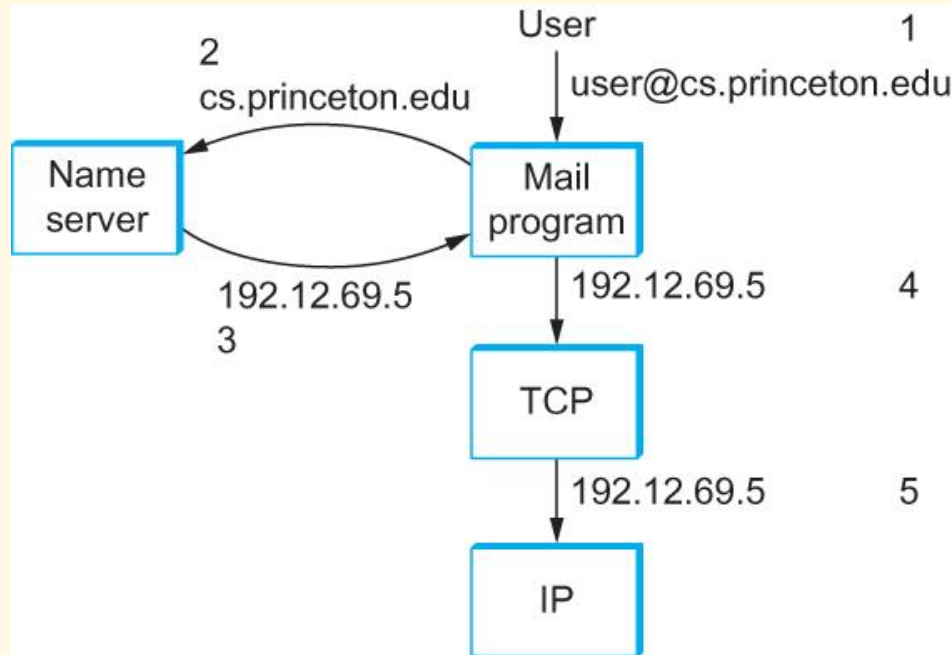 User
1
user@cs.princeton.edu
2
cs.princeton.edu
Name
server
Mail
program
192.12.69.5
3
192.12.69.5
4
TCP
192.12.69.5
5
IP